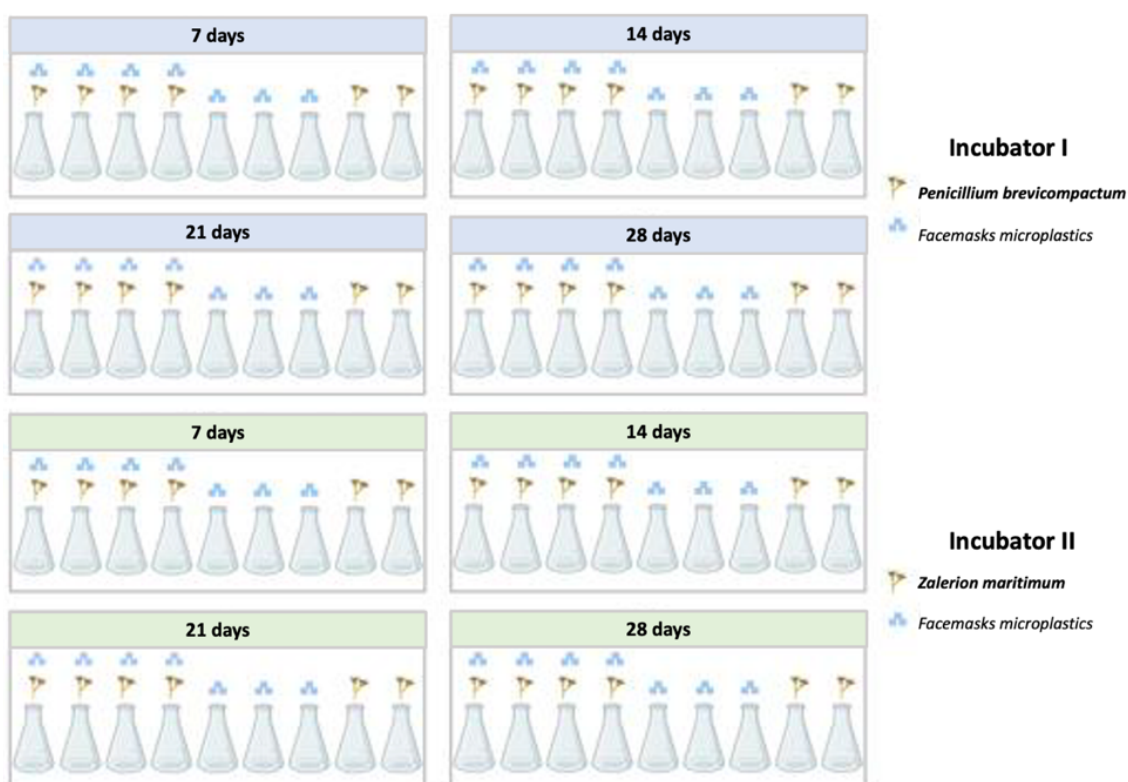 7 days
14 days
Incubator I
Penicillium brevicompactum
Facemasks microplastics
21 days
28 days
7 days
14 days
Incubator II
Zalerion maritimum
Facemasks microplastics
21 days
28 days